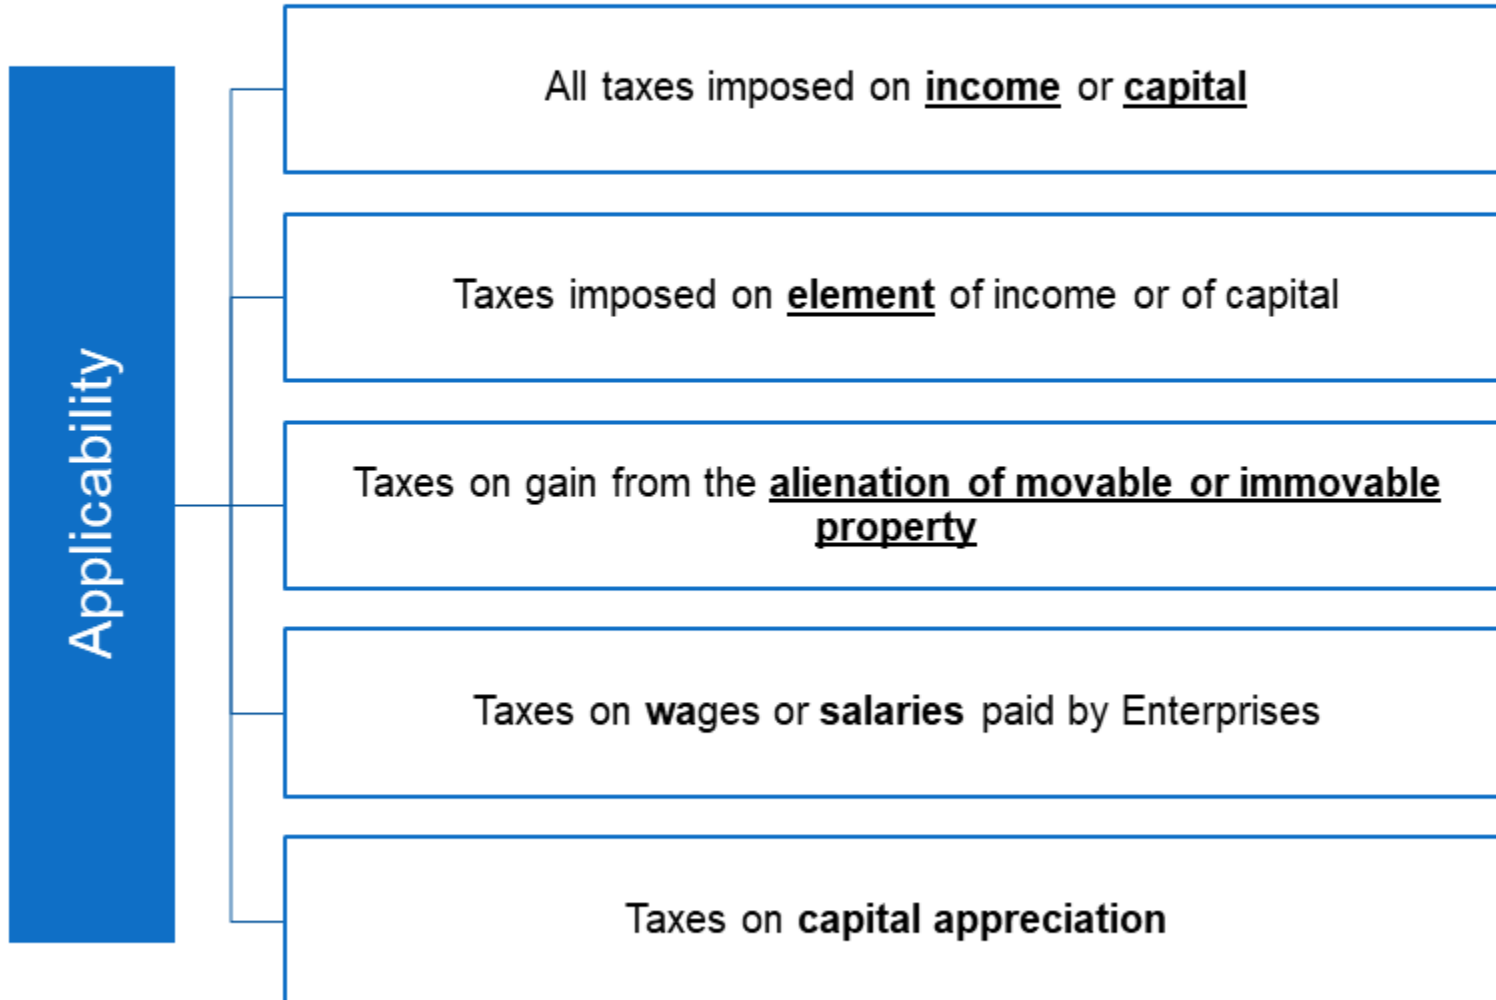 Applicability
All taxes imposed on income or capital
Taxes imposed on element of income or of capital
Taxes on gain from the alienation of movable or immovable
property
Taxes on wages or salaries paid by Enterprises
Taxes on capital appreciation